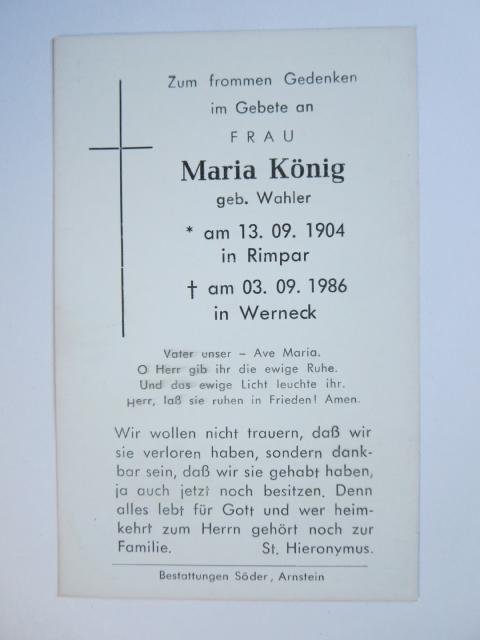 Zum frommen Gedenken
im Gebete an
FRAU
Maria König
geb. Wahler
* am 13. 09. 1904
in Rimpar
† am 03. 09. 1986
in Werneck
Vater unser – Ave Maria.
O Herr gib ihr die ewige Ruhe.
Und das ewige Licht leuchte ihr.
Herr, laß sie ruhen in Frieden! Amen.
Wir wollen nicht trauern, daß wir
sie verloren haben, sondern dank-
bar sein, daß wir sie gehabt haben,
ja auch jetzt noch besitzen. Denn
alles lebt für Gott und wer heim-
kehrt zum Herrn gehört noch zur
Familie. St. Hieronymus.
Bestattungen Söder, Arnstein